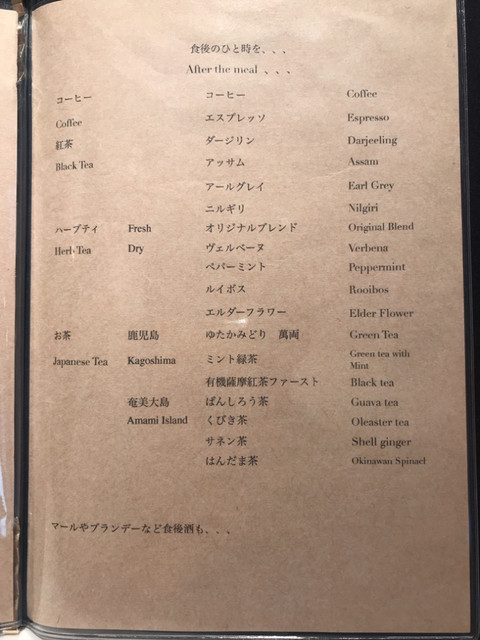 食後のひと時を、、、
After the meal 、、、
コーヒー コーヒー Coffee
Coffee エスプレッソ Espresso
紅茶 ダージリン Darjeeling
Black Tea アッサム Assam
アールグレイ Earl Grey
ニルギリ Nilgiri
ハーブティ Fresh オリジナルブレンド Original Blend
Herb Tea Dry ヴェルベーヌ Verbena
ペパーミント Peppermint
ルイボス Rooibos
エルダーフラワー Elder Flower
お茶 鹿児島 ゆたかみどり 萬両 Green Tea
Japanese Tea Kagoshima ミント緑茶 Green tea with Mint
有機薩摩紅茶ファースト Black tea
奄美大島 ばんしろう茶 Guava tea
Amami Island くびき茶 Oleaster tea
サネン茶 Shell ginger
はんだま茶 Okinawan Spinael
マールやブランデーなど食後酒も、、、